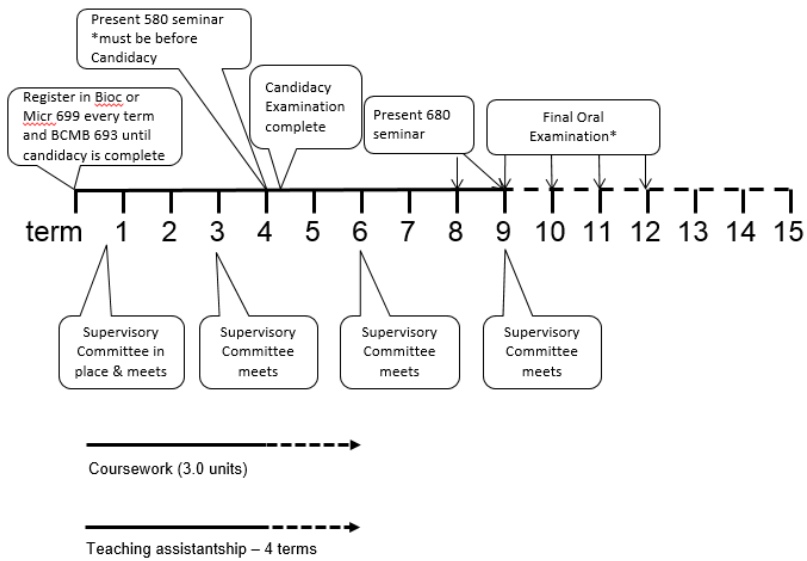 Present 580 seminar
*must be before
Candidacy
Register in Bioc or
Micr 699 every term
and BCMB 693 until
candidacy is complete
Candidacy
Examination
complete
Present 680
seminar
Final Oral
Examination*
term 1 2 3 4 5 6 7 8 9 10 11 12 13 14 15
Supervisory
Committee in
place & meets
Supervisory
Committee
meets
Supervisory
Committee
meets
Supervisory
Committee
meets
Coursework (3.0 units)
Teaching assistantship – 4 terms